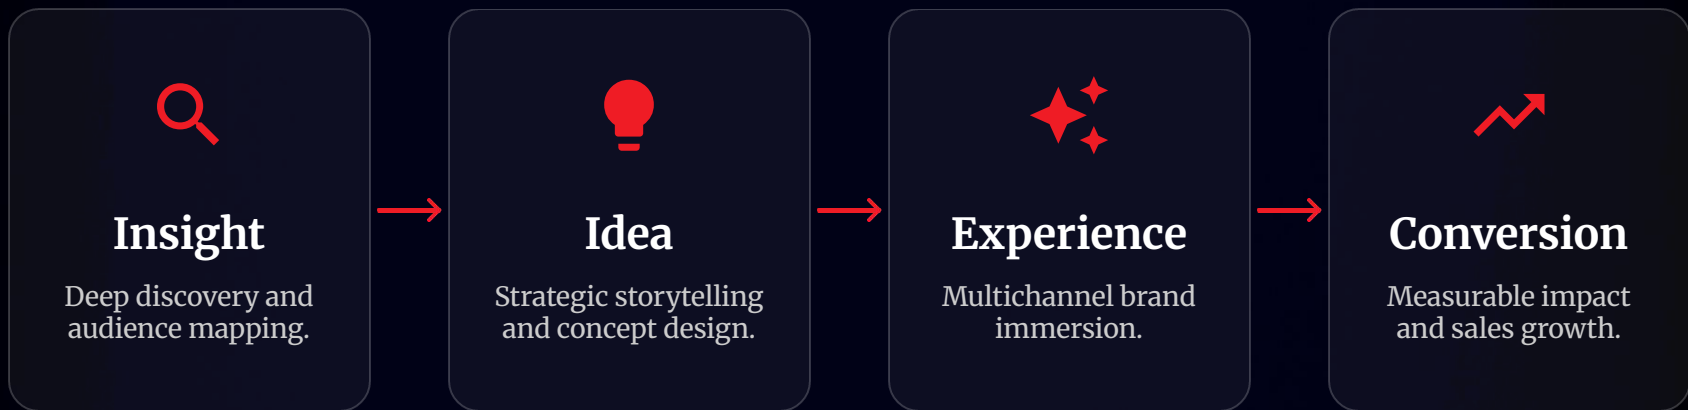 Insight
Deep discovery and
audience mapping.
Idea
Strategic storytelling
and concept design.
Experience
Multichannel brand
immersion.
Conversion
Measurable impact
and sales growth.